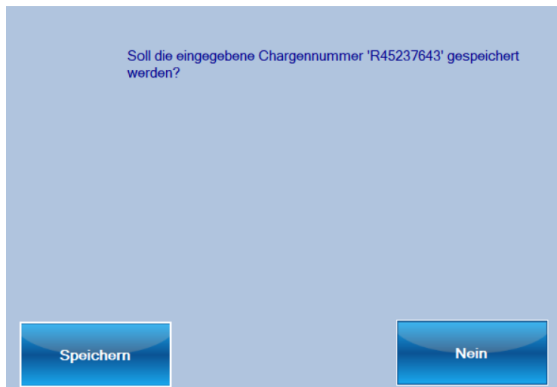 Soll die eingegebene Chargennummer 'R45237643' gespeichert
werden?
Speichern
Nein